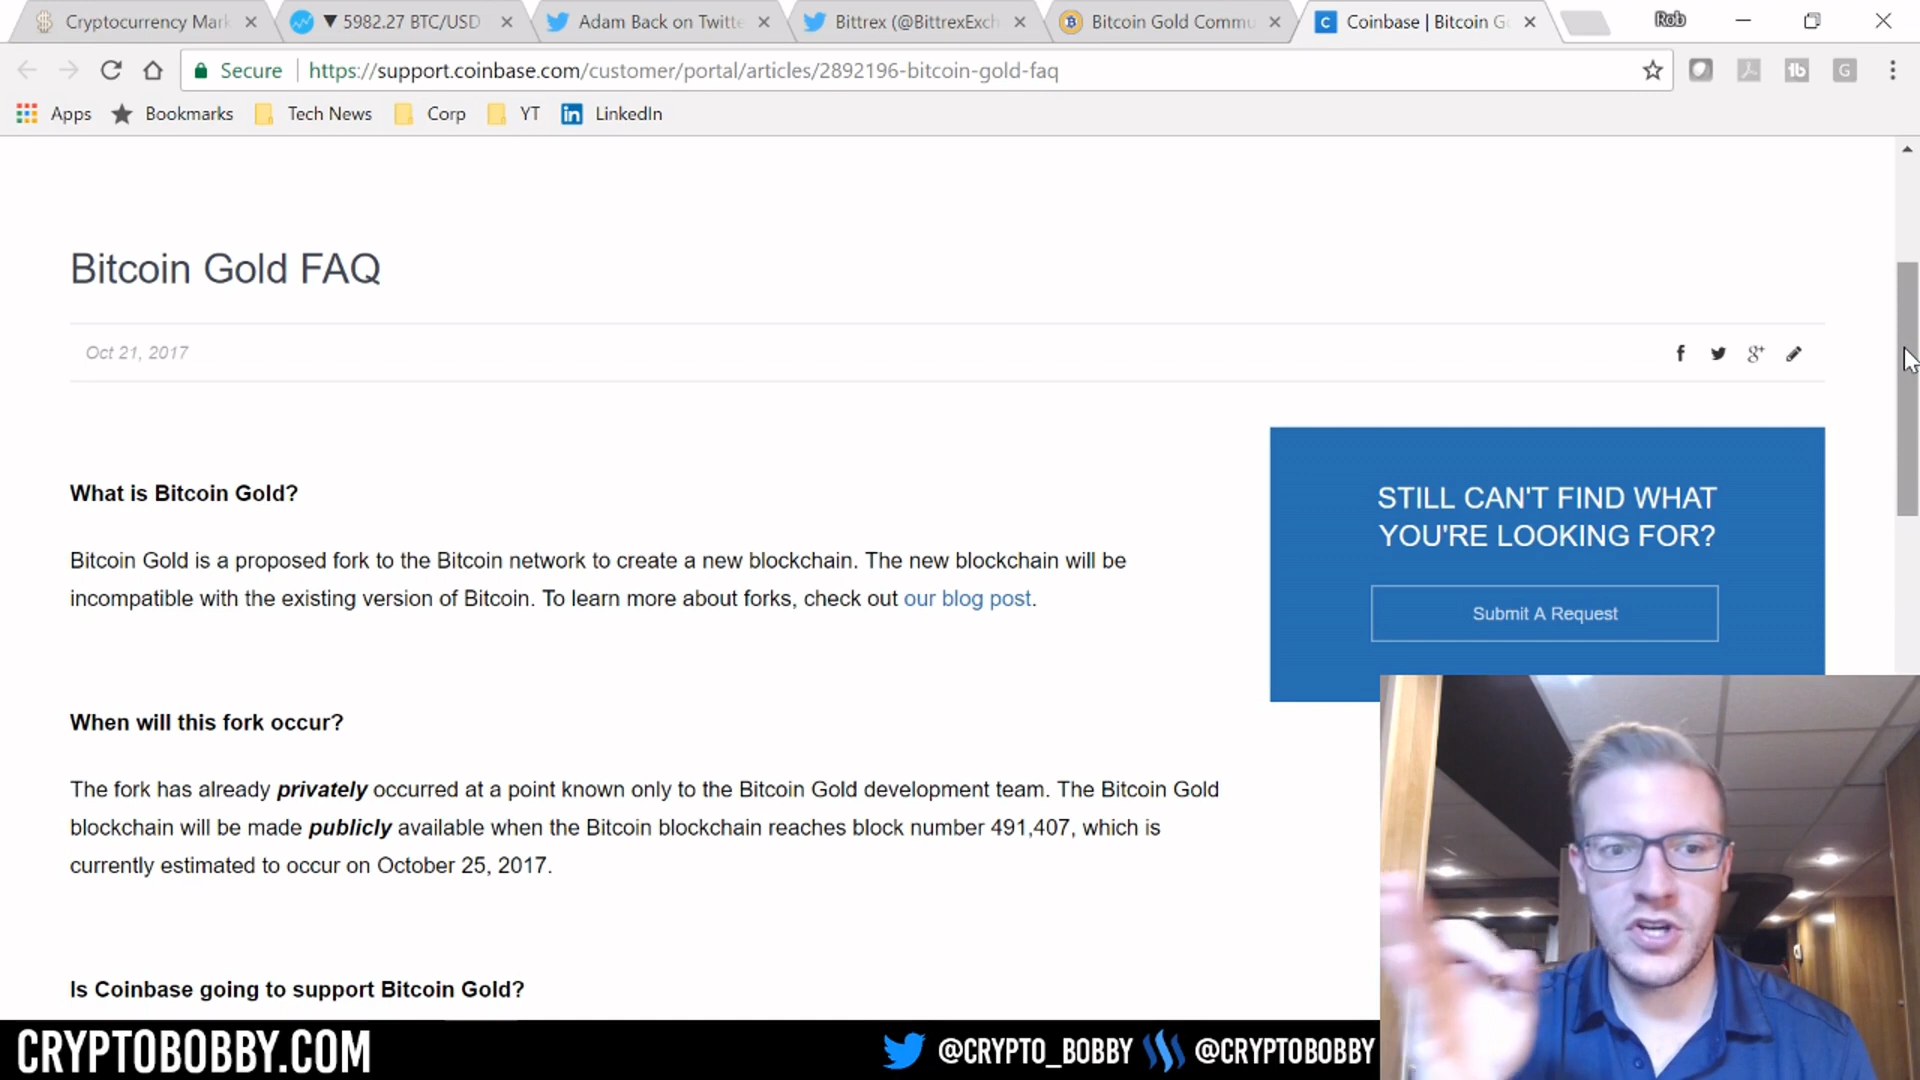 Cryptocurrency Mark
▼ 5982.27 BTC/USD
Adam Back on Twitte
Bittrex (@BittrexExch
Bitcoin Gold Commu
Coinbase | Bitcoin Go
Rob
Secure
https://support.coinbase.com/customer/portal/articles/2892196-bitcoin-gold-faq
Apps
Bookmarks
Tech News
Corp
YT
LinkedIn
Bitcoin Gold FAQ
Oct 21, 2017
What is Bitcoin Gold?
Bitcoin Gold is a proposed fork to the Bitcoin network to create a new blockchain. The new blockchain will be
incompatible with the existing version of Bitcoin. To learn more about forks, check out our blog post.
STILL CAN'T FIND WHAT
YOU'RE LOOKING FOR?
Submit A Request
When will this fork occur?
The fork has already privately occurred at a point known only to the Bitcoin Gold development team. The Bitcoin Gold
blockchain will be made publicly available when the Bitcoin blockchain reaches block number 491,407, which is
currently estimated to occur on October 25, 2017.
Is Coinbase going to support Bitcoin Gold?
CRYPTOBOBBY.COM
@CRYPTO_BOBBY
@CRYPTOBOBBY